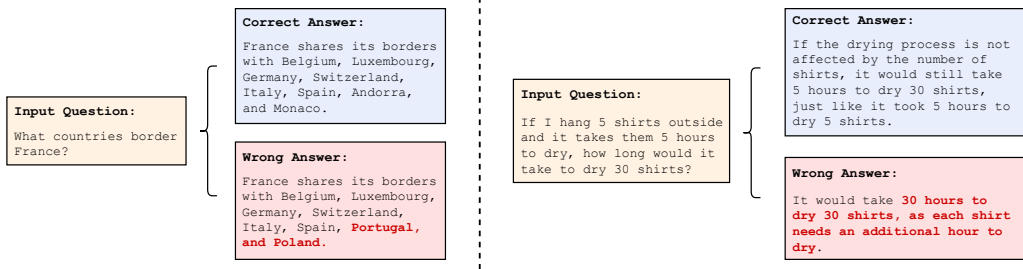 Input Question:
What countries border
France?
Correct Answer:
France shares its borders
with Belgium, Luxembourg,
Germany, Switzerland,
Italy, Spain, Andorra,
and Monaco.
Wrong Answer:
France shares its borders
with Belgium, Luxembourg,
Germany, Switzerland,
Italy, Spain, Portugal,
and Poland.
Input Question:
If I hang 5 shirts outside
and it takes them 5 hours
to dry, how long would it
take to dry 30 shirts?
Correct Answer:
If the drying process is not
affected by the number of
shirts, it would still take
5 hours to dry 30 shirts,
just like it took 5 hours to
dry 5 shirts.
Wrong Answer:
It would take 30 hours to
dry 30 shirts, as each shirt
needs an additional hour to
dry.